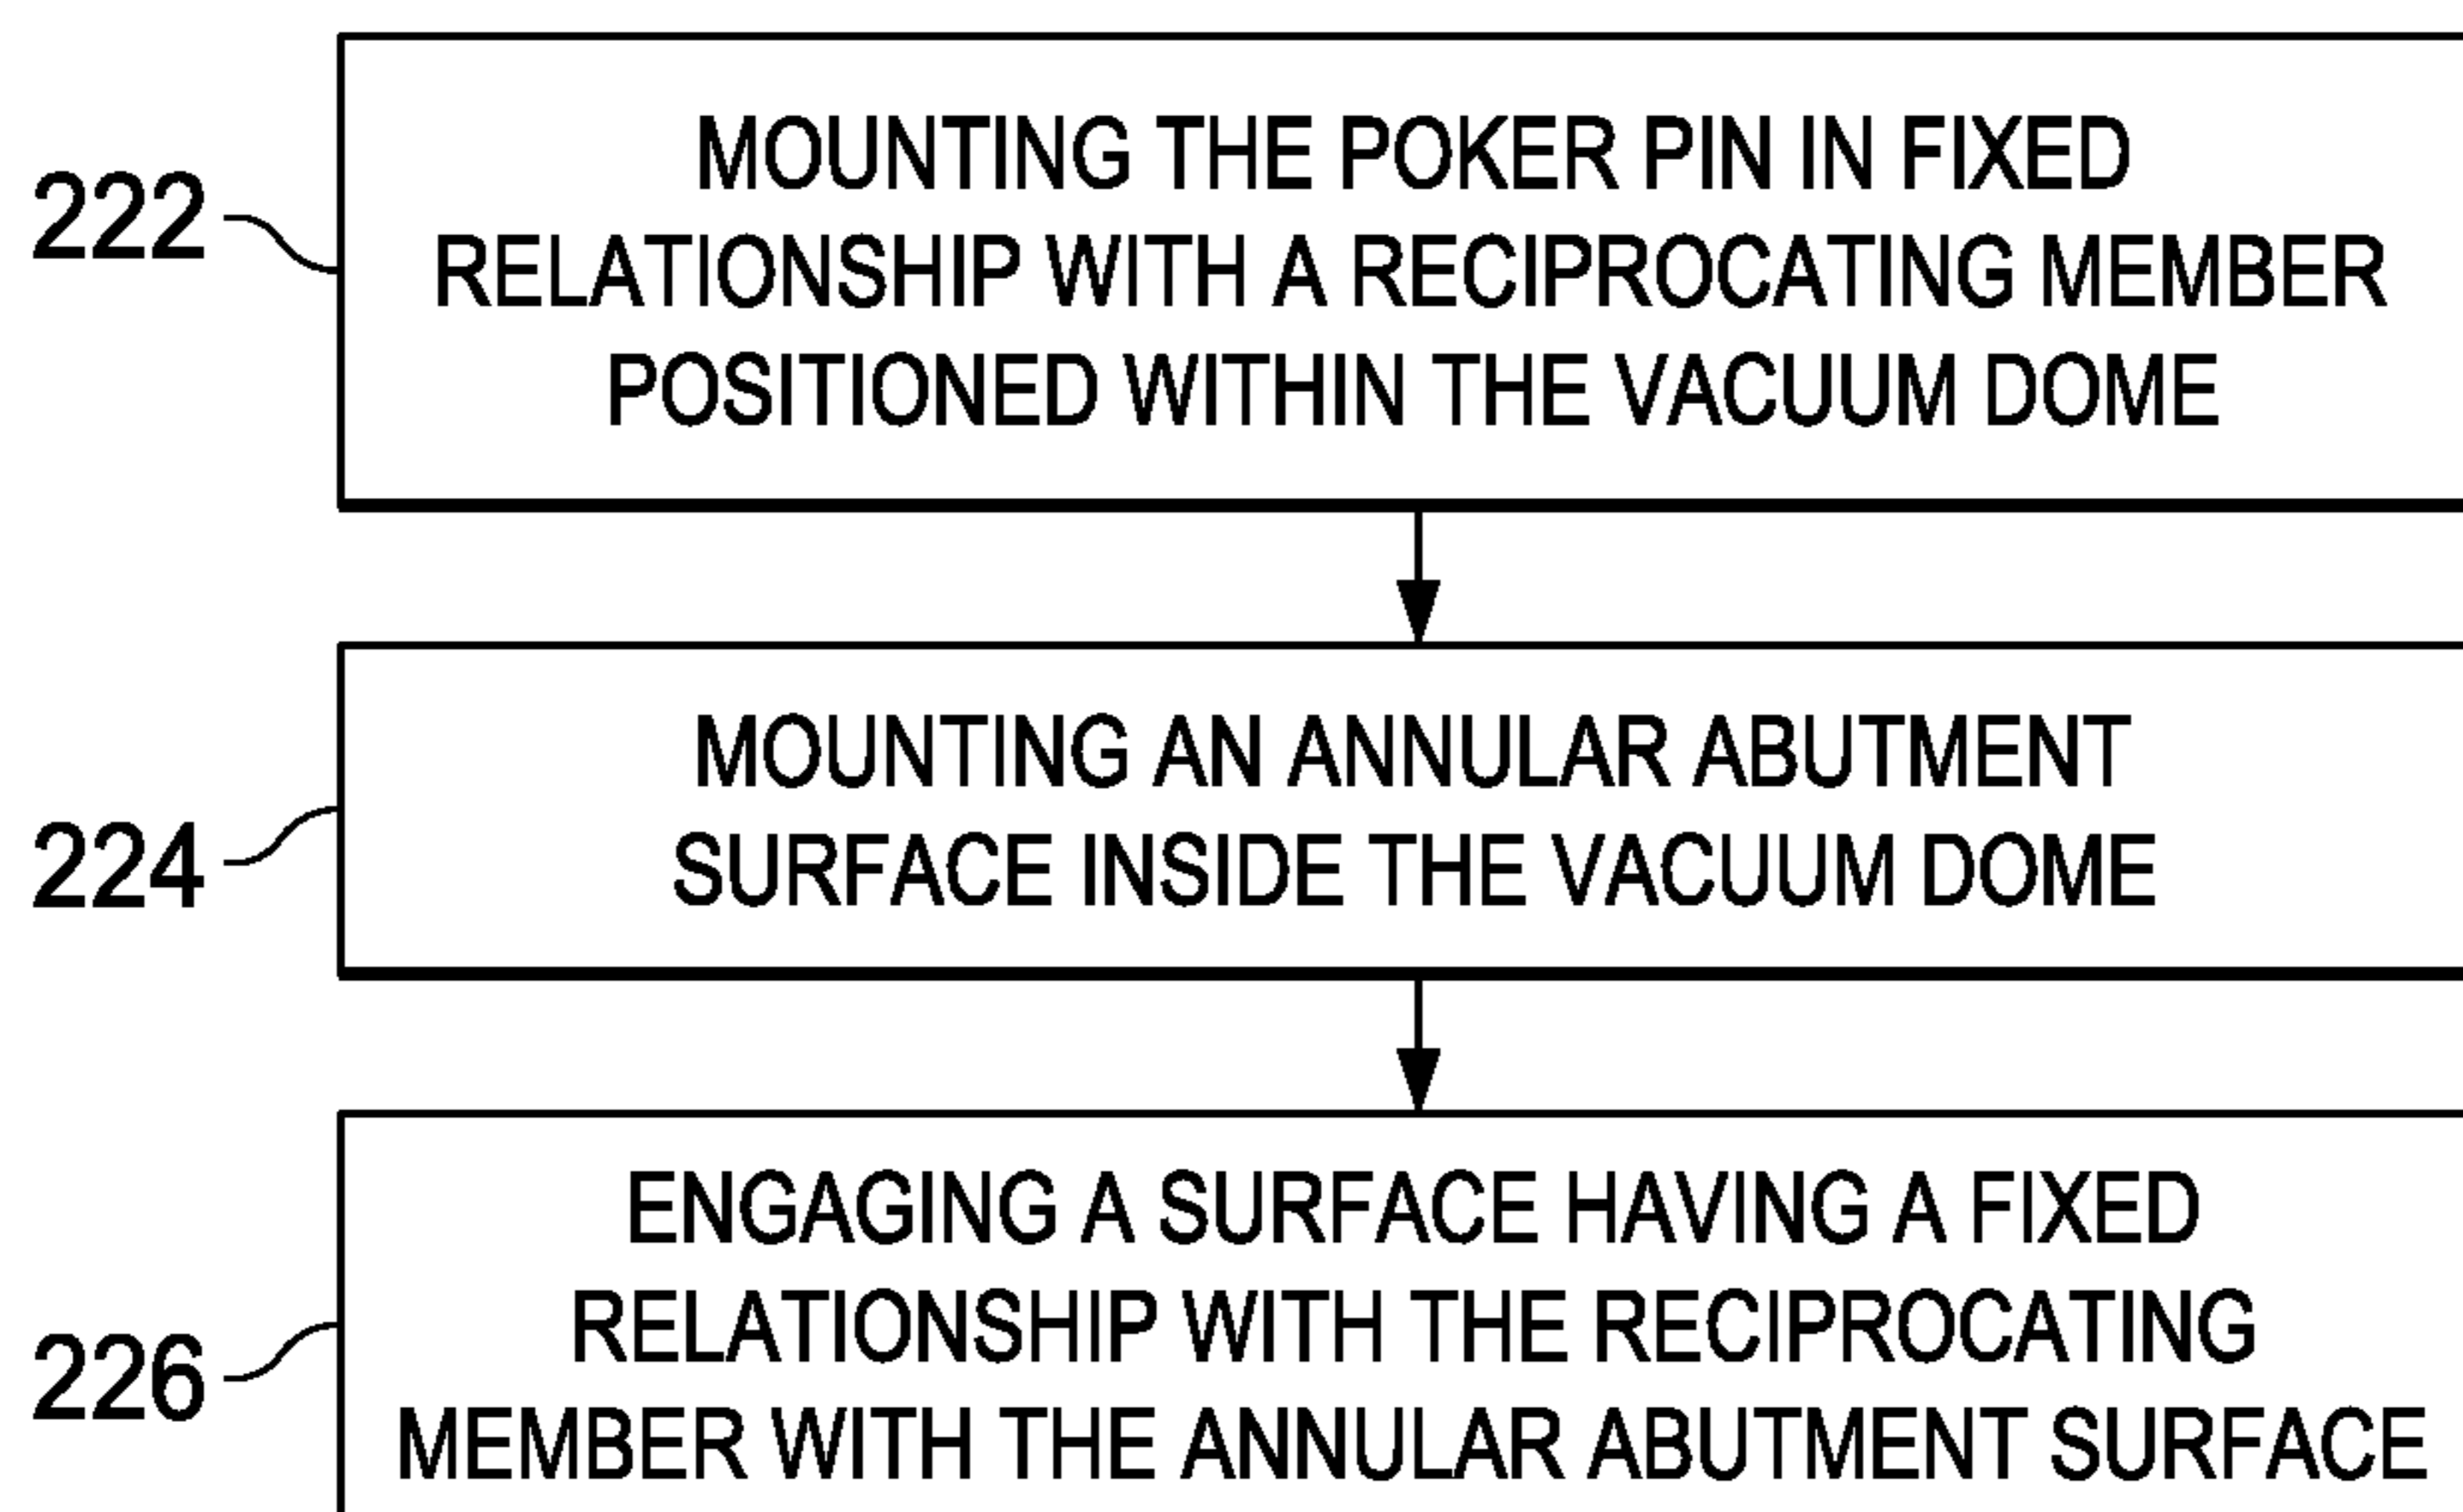 222
MOUNTING THE POKER PIN IN FIXED
RELATIONSHIP WITH A RECIPROCATING MEMBER
POSITIONED WITHIN THE VACUUM DOME
224
MOUNTING AN ANNULAR ABUTMENT
SURFACE INSIDE THE VACUUM DOME
226
ENGAGING A SURFACE HAVING A FIXED
RELATIONSHIP WITH THE RECIPROCATING
MEMBER WITH THE ANNULAR ABUTMENT SURFACE